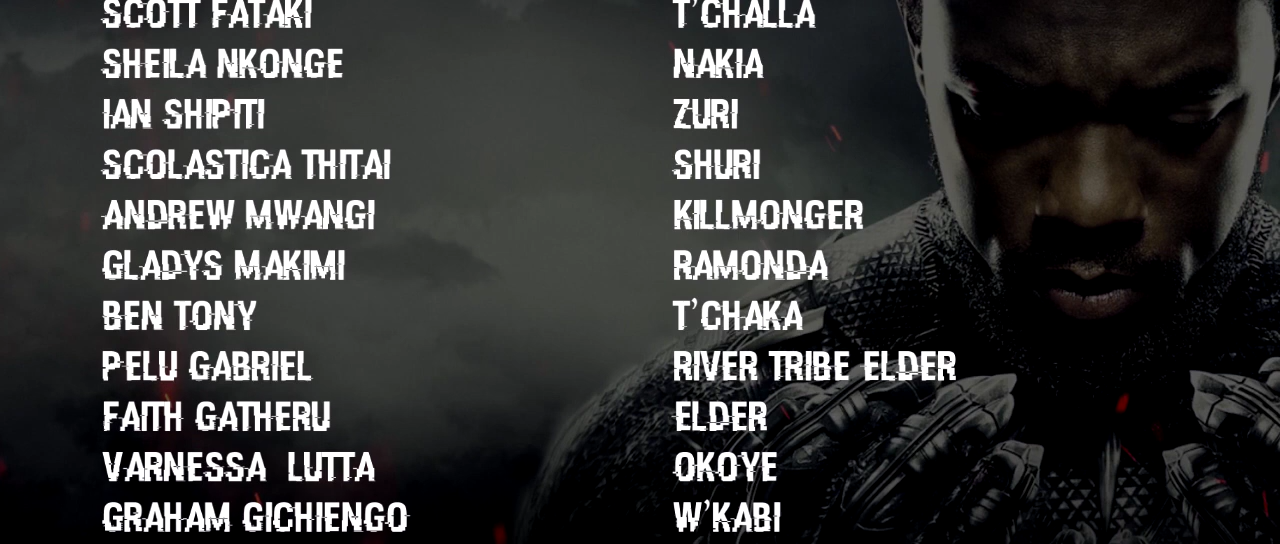 SCOTT FATAKI T'CHALLA
SHEILA NKONGE NAKIA
IAN SHIPITI ZURI
SCOLASTICA THITAI SHURI
ANDREW MWANGI KILLMONGER
GLADYS MAKIMI RAMONDA
BEN TONY T'CHAKA
PELU GABRIEL RIVER TRIBE ELDER
FAITH GATHERU ELDER
VARNESSA LUTTA OKOYE
GRAHAM GICHIENGO W'KABI